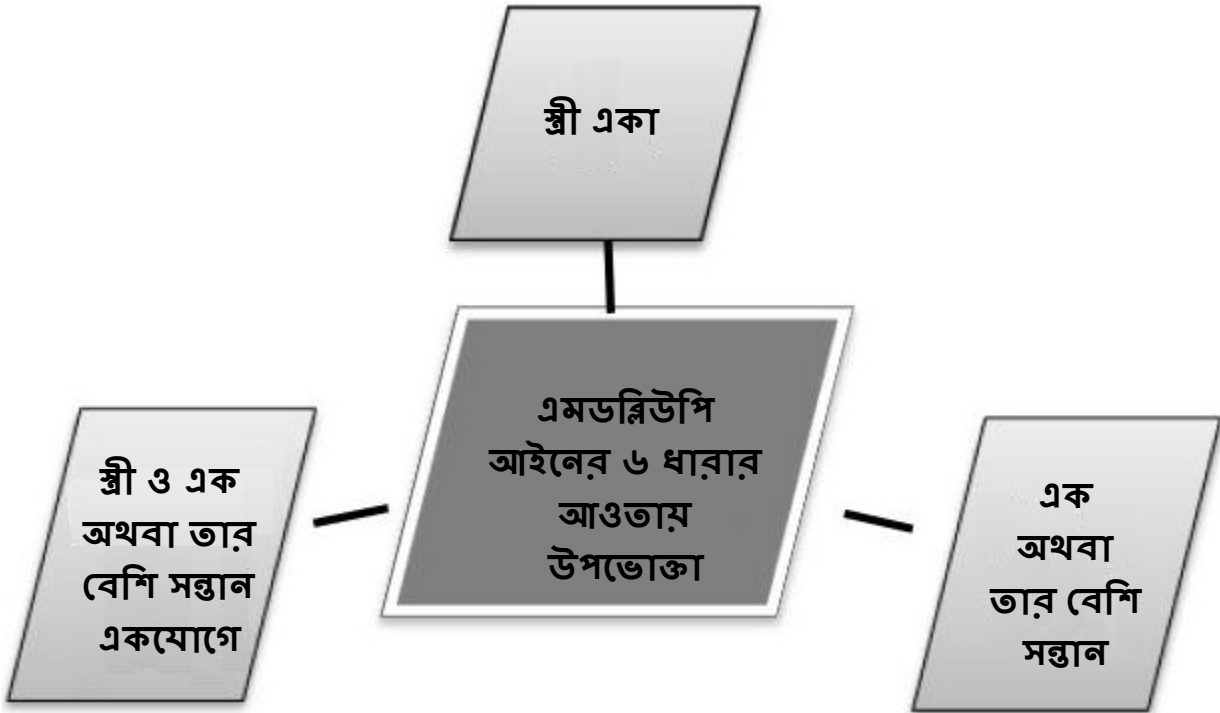 স্ত্রী একা
এমডব্লিউপি
আইনের ৬ ধারার
আওতায়
উপভোক্তা
স্ত্রী ও এক
অথবা তার
বেশি সন্তান
একযোগে
এক
অথবা
তার বেশি
সন্তান